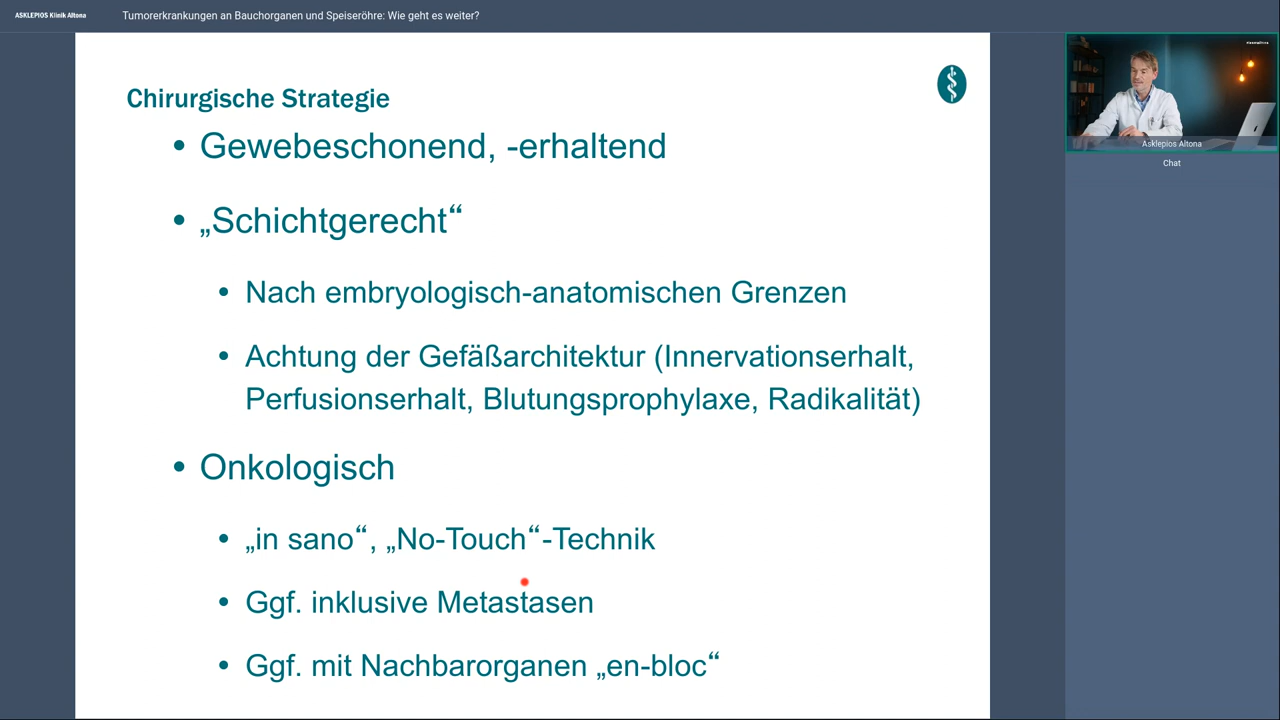 ASKLEPIOS Klinik Altona
Tumorerkrankungen an Bauchorganen und Speiseröhre: Wie geht es weiter?
Chirurgische Strategie
• Gewebeschonend, -erhaltend
• „Schichtgerecht“
• Nach embryologisch-anatomischen Grenzen
• Achtung der Gefäßarchitektur (Innervationserhalt,
Perfusionserhalt, Blutungsprophylaxe, Radikalität)
• Onkologisch
• „in sano“, „No-Touch“-Technik
• Ggf. inklusive Metastasen
• Ggf. mit Nachbarorganen „en-bloc“
Asklepios Altona
Chat